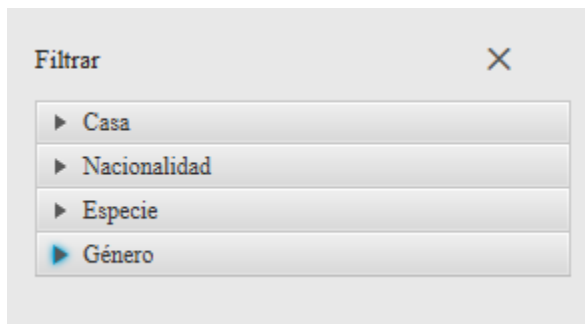 Filtrar
Casa
Nacionalidad
Especie
Género